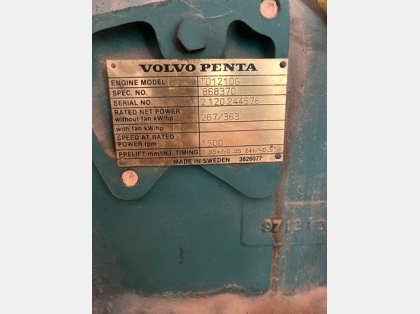 VOLVO PENTA
ENGINE MODEL TD1210G
SPEC. NO. 868370
SERIAL NO.
RATED NET POWER
without fan kW/hp 267/363
with fan kW/hp
SPEED AT RATED
POWER rpm 1500
PRELIFT mm/INJ. TIMING
MADE IN SWEDEN 3826077